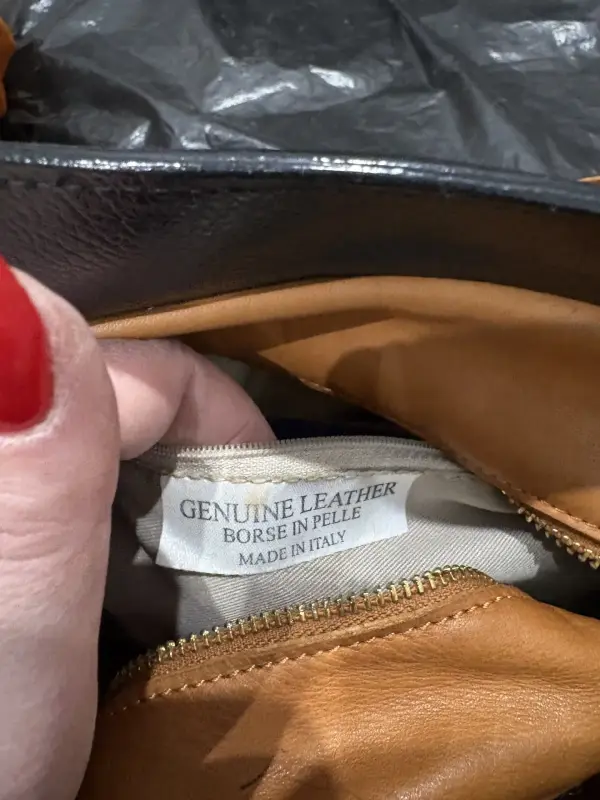 GENUINE LEATHER
BORSE IN PELLE
MADE IN ITALY